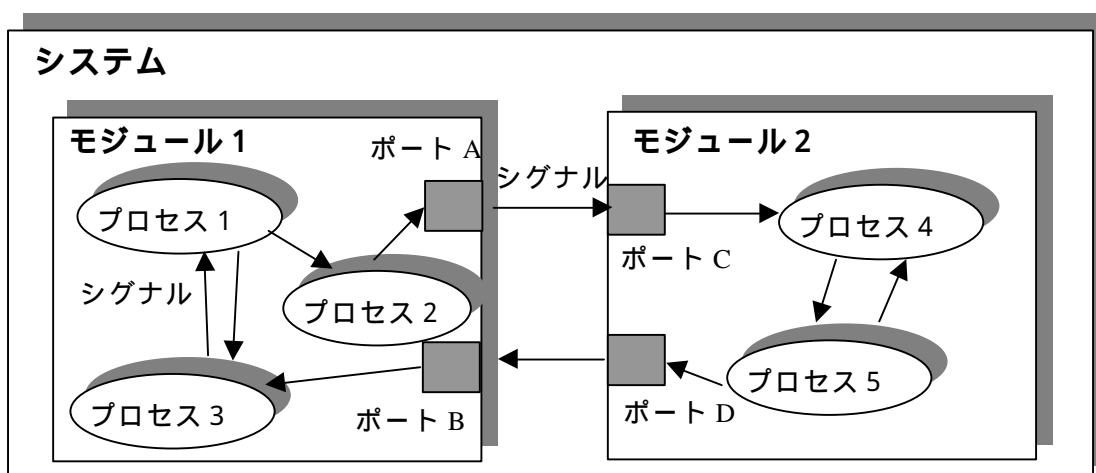 システム
モジュール1
ポート A
プロセス1
シグナル
プロセス2
プロセス3
ポート B
シグナル
モジュール2
ポート C
プロセス4
プロセス5
ポート D